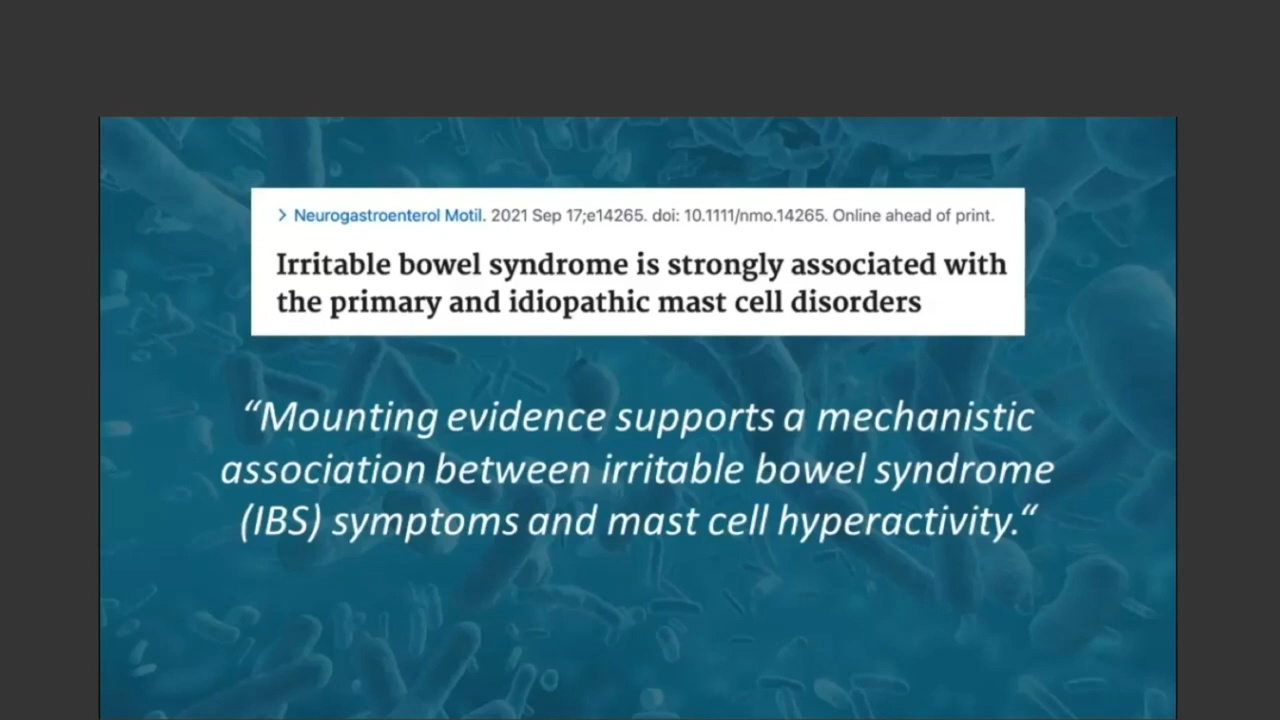 > Neurogastroenterol Motil. 2021 Sep 17;e14265. doi: 10.1111/nmo.14265. Online ahead of print.
Irritable bowel syndrome is strongly associated with
the primary and idiopathic mast cell disorders
“Mounting evidence supports a mechanistic
association between irritable bowel syndrome
(IBS) symptoms and mast cell hyperactivity.“